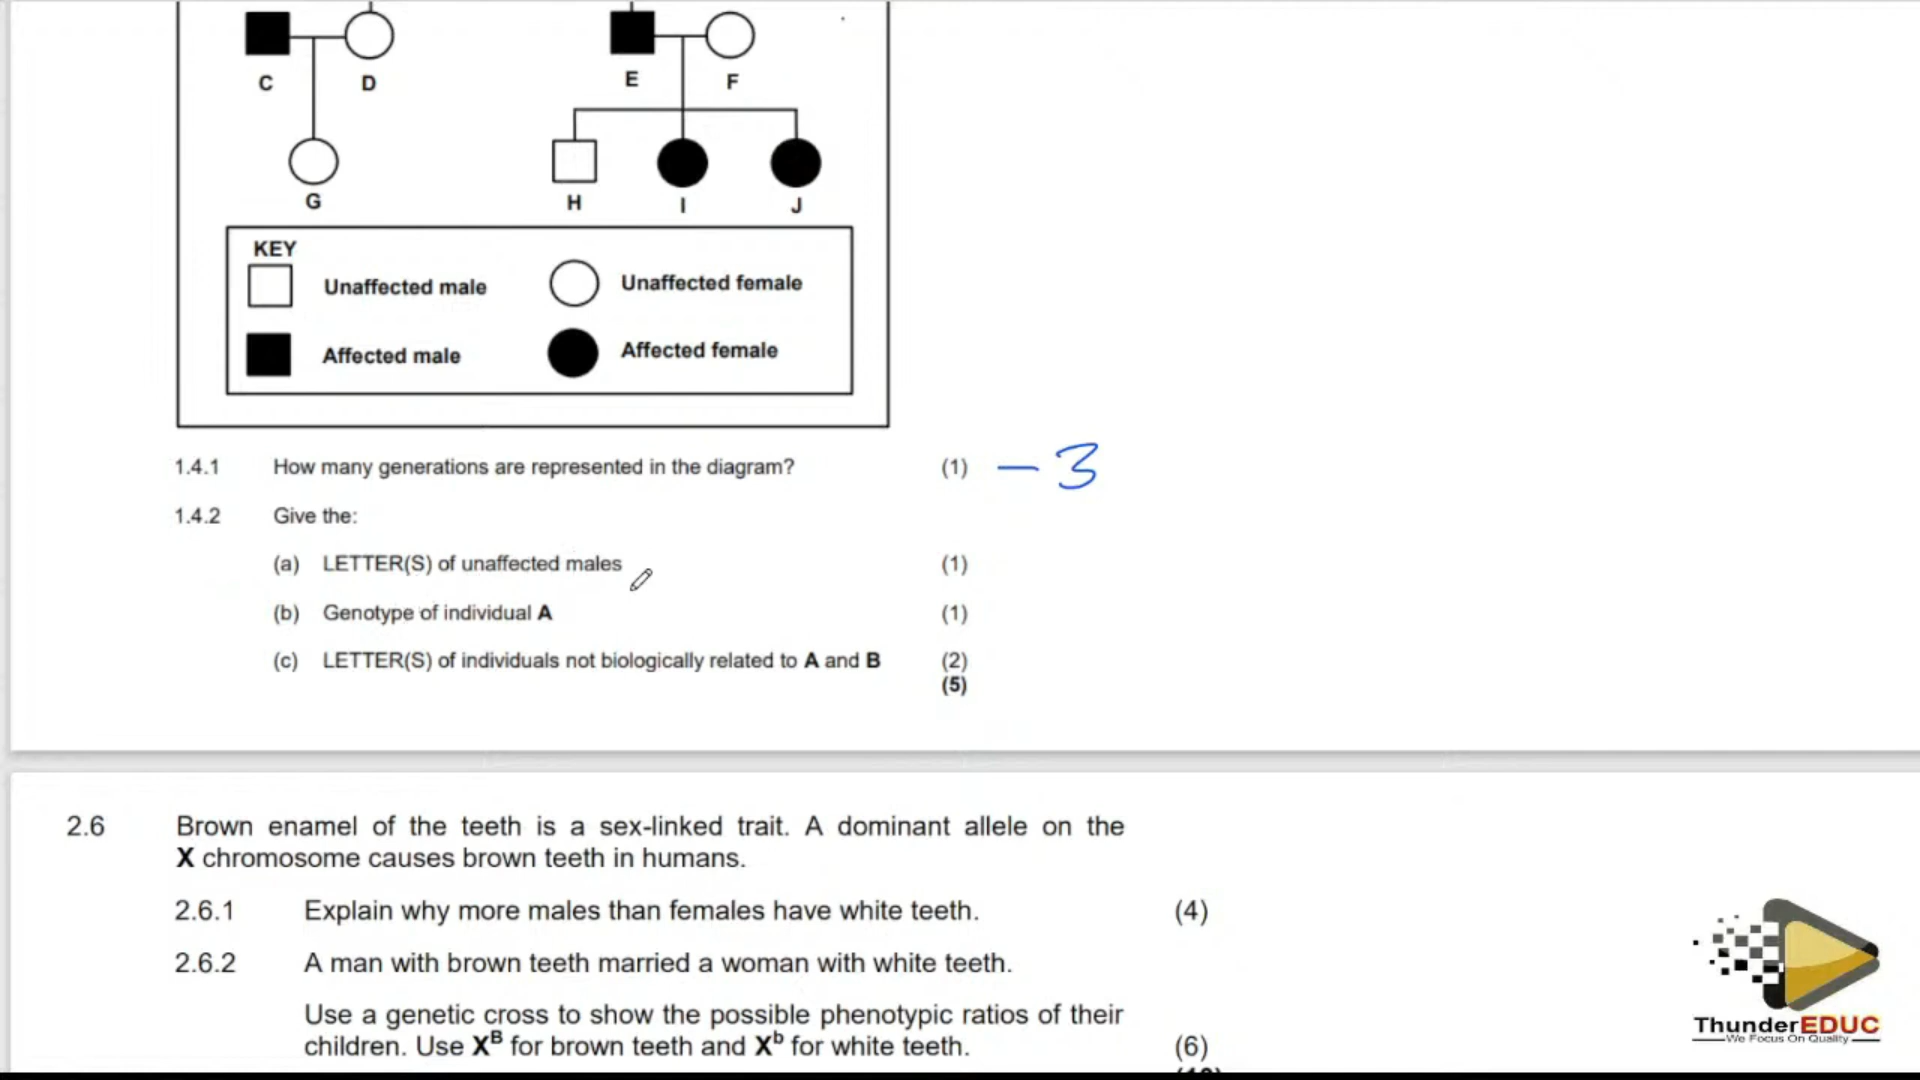 C D E F
G H I J
KEY
Unaffected male Unaffected female
Affected male Affected female
1.4.1 How many generations are represented in the diagram? (1) — 3
1.4.2 Give the:
(a) LETTER(S) of unaffected males (1)
(b) Genotype of individual A (1)
(c) LETTER(S) of individuals not biologically related to A and B (2)
(5)
2.6 Brown enamel of the teeth is a sex-linked trait. A dominant allele on the
X chromosome causes brown teeth in humans.
2.6.1 Explain why more males than females have white teeth. (4)
2.6.2 A man with brown teeth married a woman with white teeth.
Use a genetic cross to show the possible phenotypic ratios of their
children. Use Xᴮ for brown teeth and Xᵇ for white teeth. (6)
ThunderEDUC
We Focus On Quality